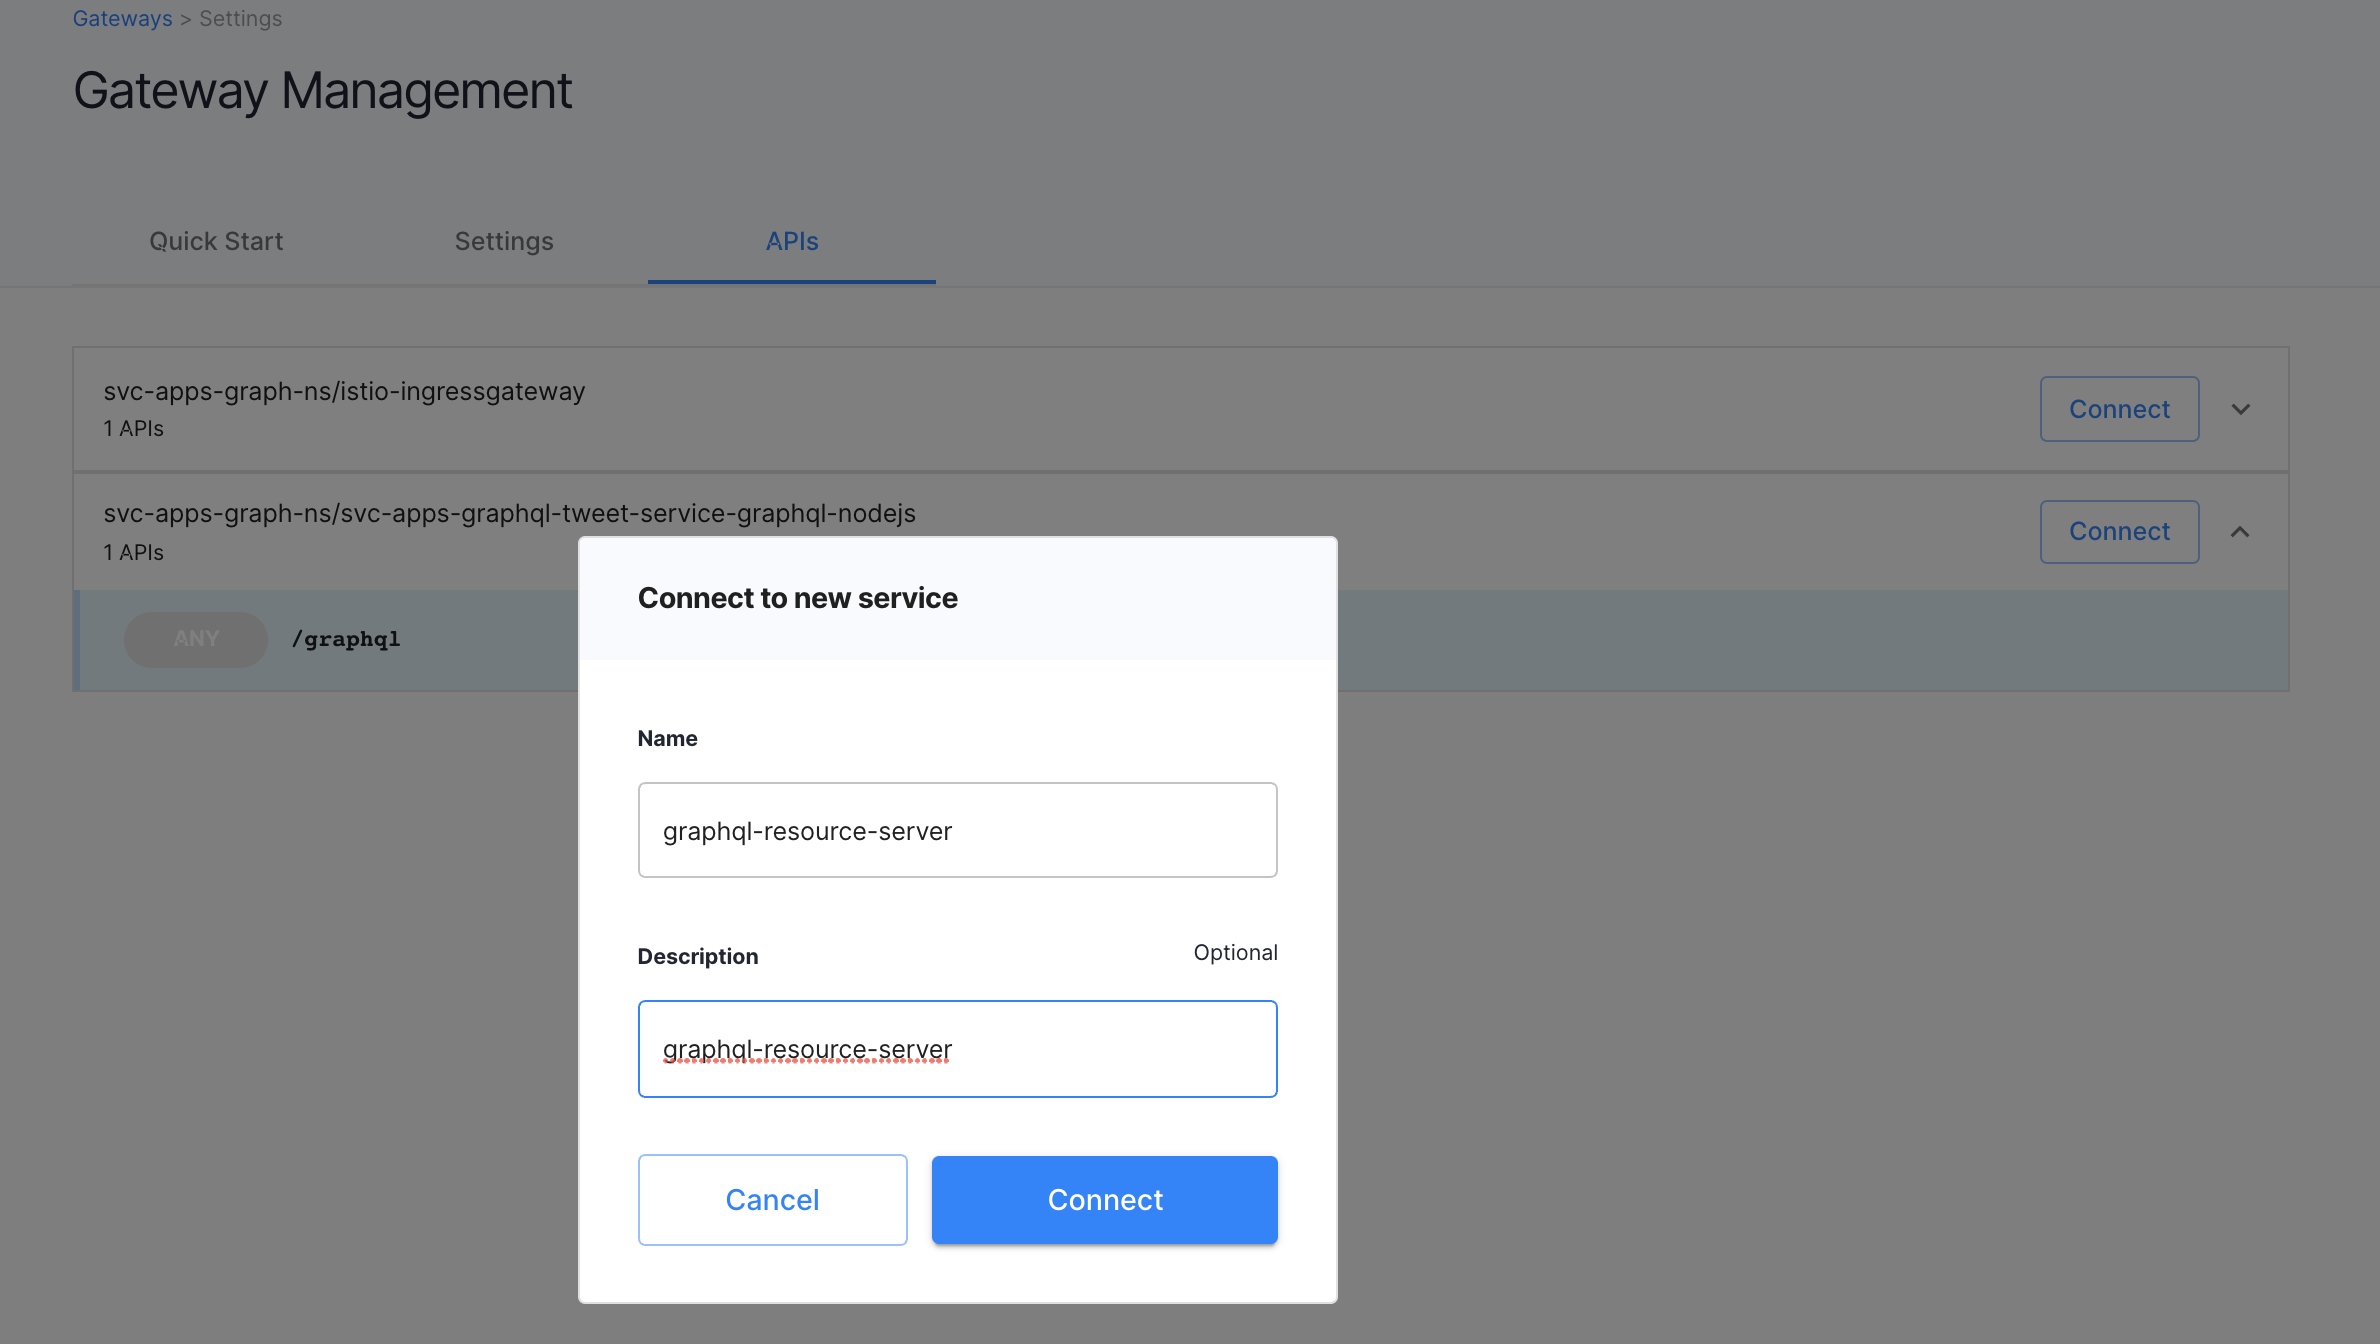 Gateways > Settings
Gateway Management
Quick Start Settings APIs
svc-apps-graph-ns/istio-ingressgateway
1 APIs
Connect
svc-apps-graph-ns/svc-apps-graphql-tweet-service-graphql-nodejs
1 APIs
Connect
ANY /graphql
Connect to new service
Name
graphql-resource-server
Description Optional
graphql-resource-server
Cancel Connect